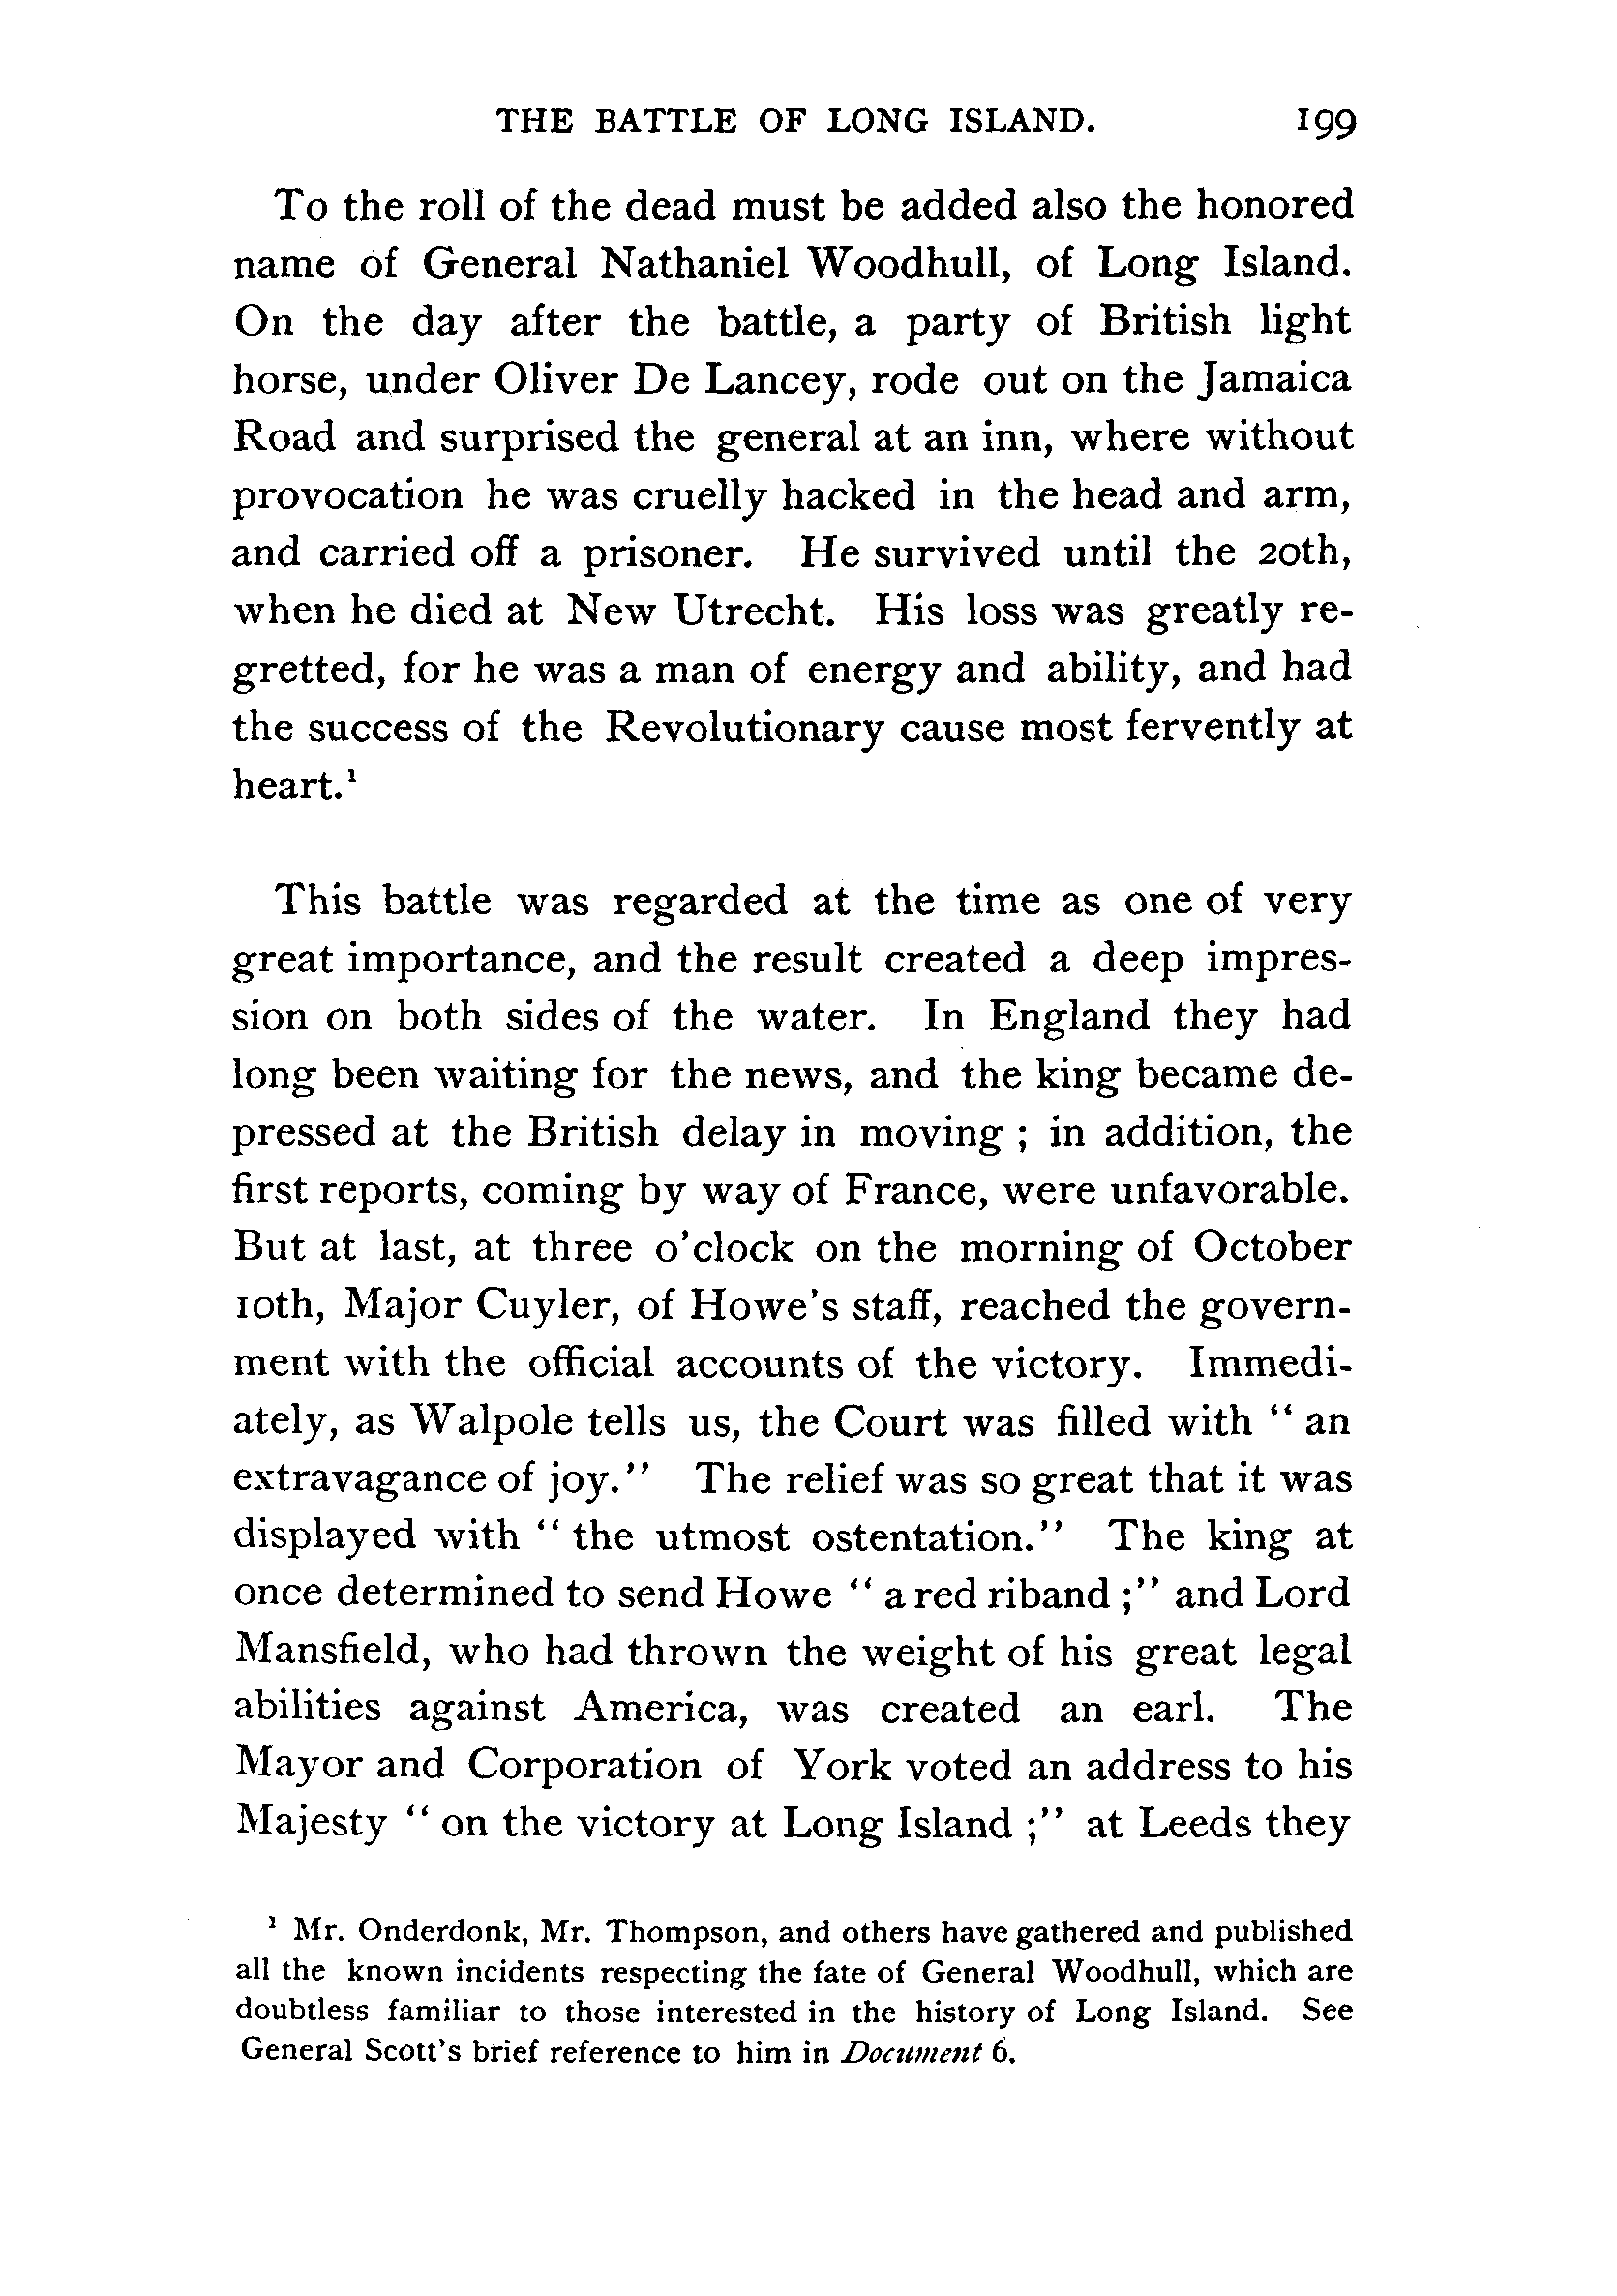 THE BATTLE OF LONG ISLAND. 199
To the roll of the dead must be added also the honored
name of General Nathaniel Woodhull, of Long Island.
On the day after the battle, a party of British light
horse, under Oliver De Lancey, rode out on the Jamaica
Road and surprised the general at an inn, where without
provocation he was cruelly hacked in the head and arm,
and carried off a prisoner. He survived until the 20th,
when he died at New Utrecht. His loss was greatly re-
gretted, for he was a man of energy and ability, and had
the success of the Revolutionary cause most fervently at
heart.¹
This battle was regarded at the time as one of very
great importance, and the result created a deep impres-
sion on both sides of the water. In England they had
long been waiting for the news, and the king became de-
pressed at the British delay in moving ; in addition, the
first reports, coming by way of France, were unfavorable.
But at last, at three o'clock on the morning of October
10th, Major Cuyler, of Howe's staff, reached the govern-
ment with the official accounts of the victory. Immedi-
ately, as Walpole tells us, the Court was filled with “ an
extravagance of joy.” The relief was so great that it was
displayed with “ the utmost ostentation.” The king at
once determined to send Howe “ a red riband ;” and Lord
Mansfield, who had thrown the weight of his great legal
abilities against America, was created an earl. The
Mayor and Corporation of York voted an address to his
Majesty “ on the victory at Long Island ;” at Leeds they
¹ Mr. Onderdonk, Mr. Thompson, and others have gathered and published
all the known incidents respecting the fate of General Woodhull, which are
doubtless familiar to those interested in the history of Long Island. See
General Scott's brief reference to him in Document 6.